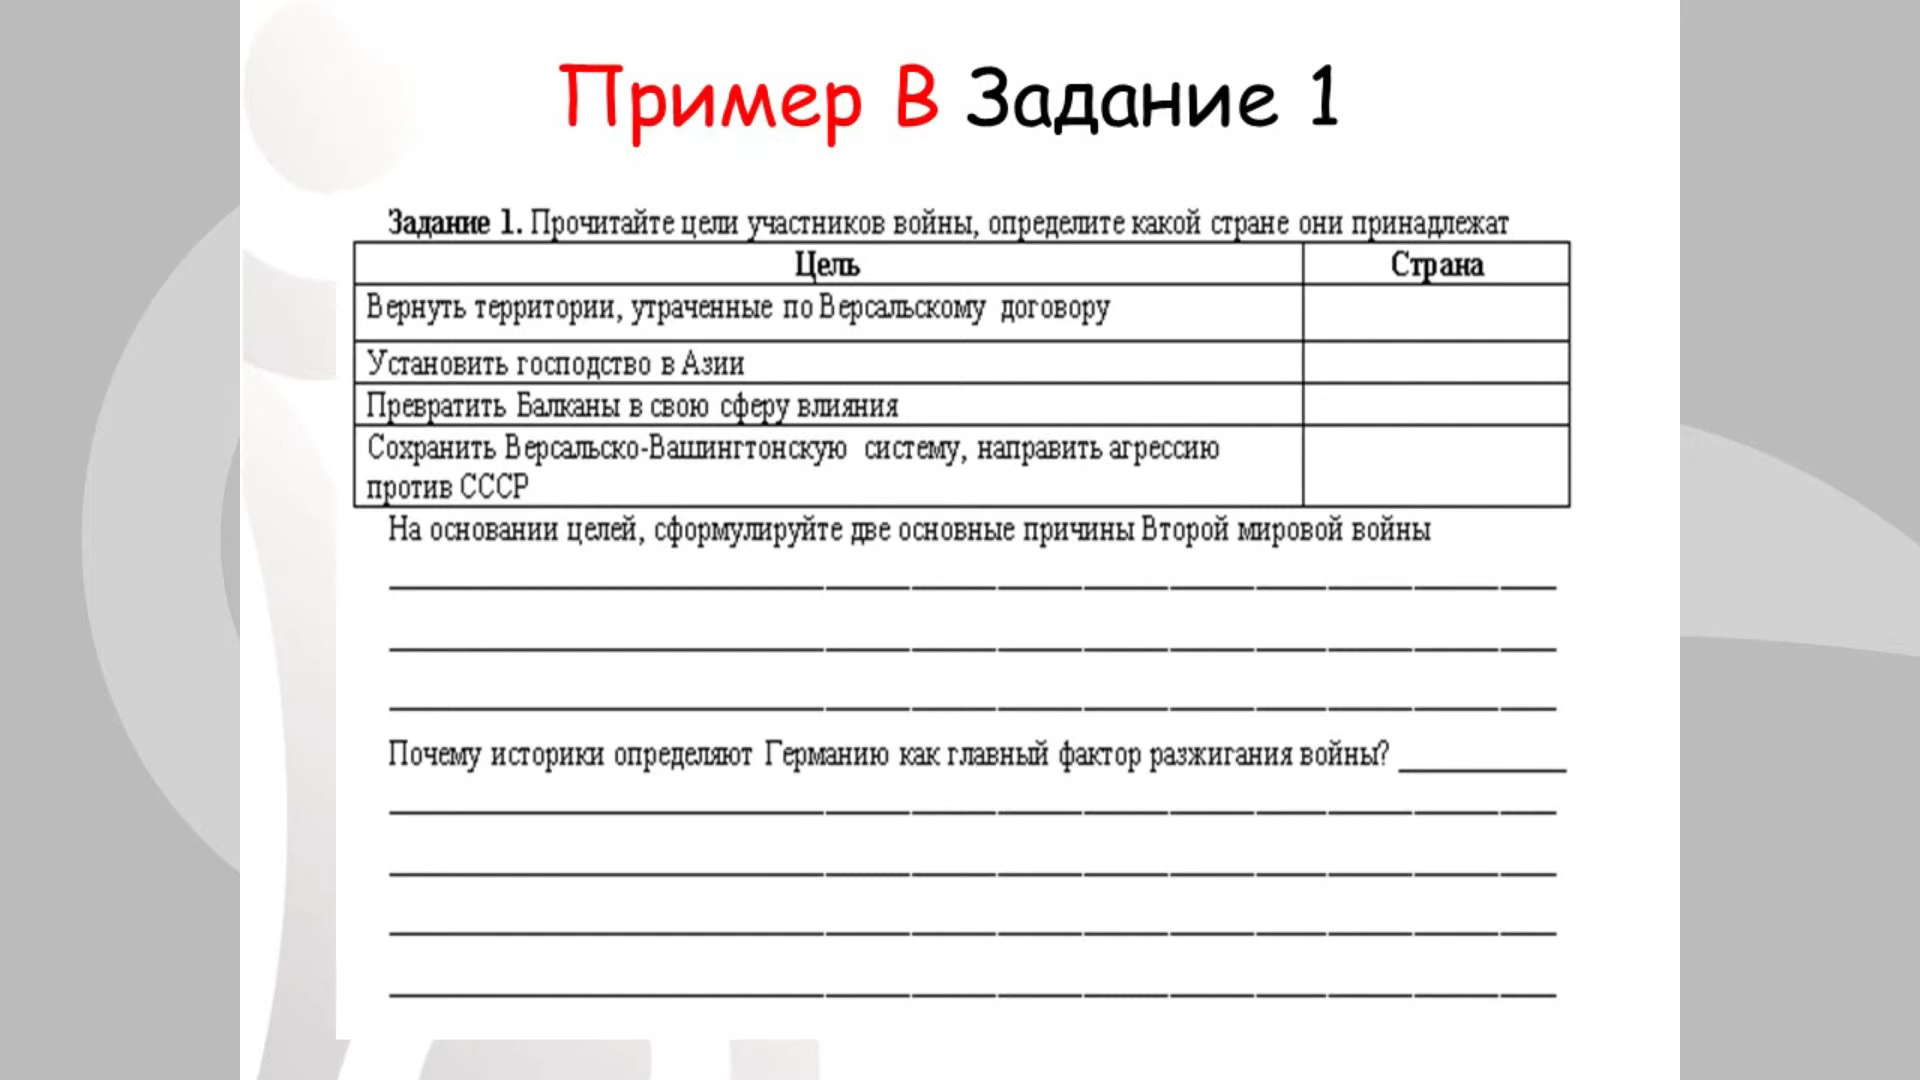 Пример В Задание 1
Задание 1. Прочитайте цели участников войны, определите какой стране они принадлежат
Цель Страна
Вернуть территории, утраченные по Версальскому договору
Установить господство в Азии
Превратить Балканы в свою сферу влияния
Сохранить Версальско-Вашингтонскую систему, направить агрессию
против СССР
На основании целей, сформулируйте две основные причины Второй мировой войны
Почему историки определяют Германию как главный фактор разжигания войны?